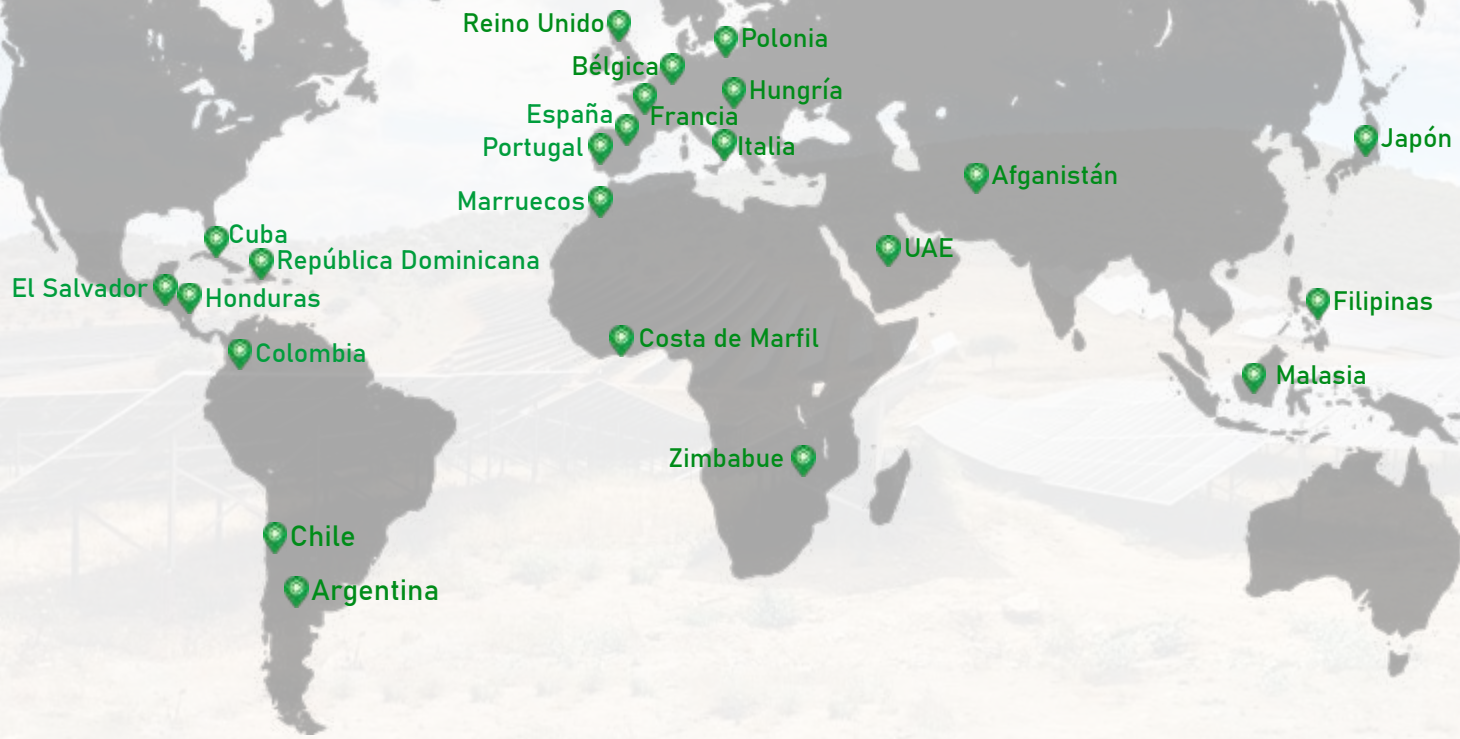 Reino Unido
Polonia
Bélgica
Hungría
España
Francia
Portugal
Italia
Japón
Afganistán
Marruecos
Cuba
UAE
República Dominicana
El Salvador
Honduras
Filipinas
Costa de Marfil
Colombia
Malasia
Zimbabue
Chile
Argentina